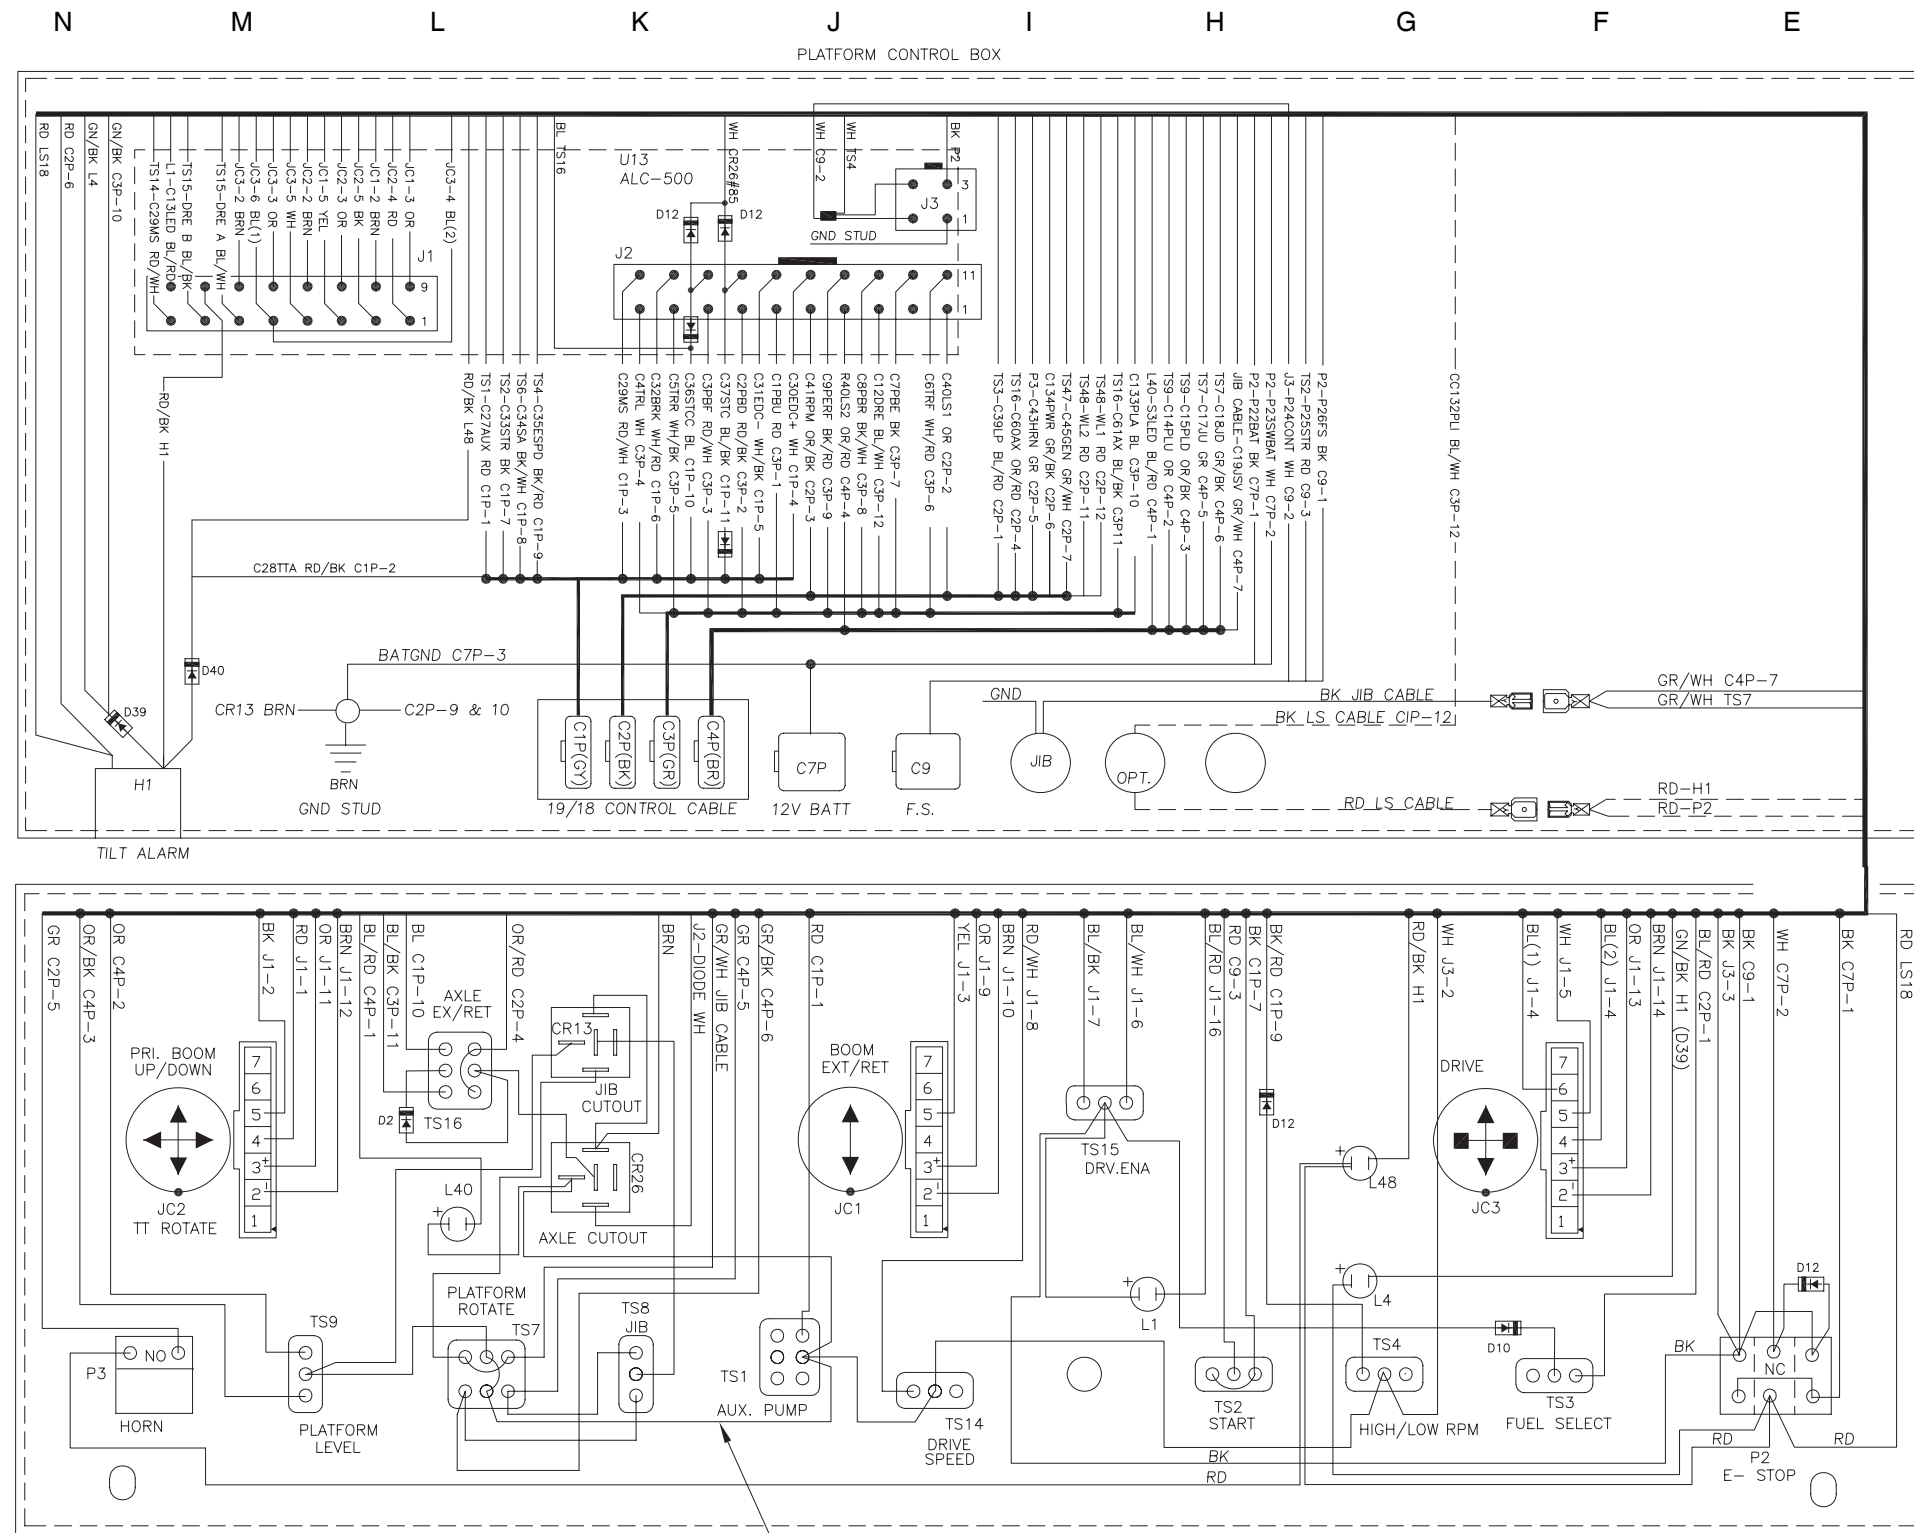 N M L K J I H G F E
PLATFORM CONTROL BOX
RD LS18
RD C2P-6
GN/BK L4
GN/BK C3P-10
TS14-C29MS RD/WH
L1-C13LED BL/RD
TS15-DRE B BL/BK
TS15-DRE A BL/WH
JC3-2 BRN
JC3-6 BL(1)
JC3-3 OR
JC3-5 WH
JC2-2 BRN
JC1-5 YEL
JC2-3 OR
JC2-5 BK
JC1-2 BRN
JC2-4 RD
JC1-3 OR
JC3-4 BL(2)
J1
9
1
BL TS16
U13
ALC-500
WH CR26#85
D12
D12
WH C9-2
WH TS4
BK P2
3
J3
1
GND STUD
J2
11
1
RD/BK H1
RD/BK L48
TS1-C27AUX RD C1P-1
TS2-C33STR BK C1P-7
TS6-C34SA BK/WH C1P-8
TS4-C35ESPD BK/RD C1P-9
C29MS RD/WH C1P-3
C4TRL WH C3P-4
C32BRK WH/RD C1P-6
C5TRR WH/BK C3P-5
C36STCC BL C1P-10
C3PBF RD/WH C3P-3
C37STC BL/BK C1P-11
C2PBD RD/BK C3P-2
C31EDC- WH/BK C1P-5
C1PBU RD C3P-1
C30EDC+ WH C1P-4
C41RPM OR/BK C2P-3
C9PERF BK/RD C3P-9
R40LS2 OR/RD C4P-4
C8PBR BK/WH C3P-8
C12DRE BL/WH C3P-12
C7PBE BK C3P-7
C6TRF WH/RD C3P-6
C40LS1 OR C2P-2
TS3-C39LP BL/RD C2P-1
TS16-C60AX OR/RD C2P-4
P3-C43HRN GR C2P-5
C134PWR GR/BK C2P-6
TS47-C45GEN GR/WH C2P-7
TS48-WL2 RD C2P-11
TS48-WL1 RD C2P-12
TS16-C61AX BL/BK C3P11
C133PLA BL C3P-10
L40-S3LED BL/RD C4P-1
TS9-C14PLU OR C4P-2
TS9-C15PLD OR/BK C4P-3
TS7-C17JU GR C4P-5
TS7-C18JD GR/BK C4P-6
JIB CABLE-C19JSV GR/WH C4P-7
P2-P22BAT BK C7P-1
P2-P23SWBAT WH C7P-2
J3-P24CONT WH C9-2
TS2-P25STR RD C9-3
P2-P26FS BK C9-1
CC132PLI BL/WH C3P-12
C28TTA RD/BK C1P-2
D40
D39
BATGND C7P-3
CR13 BRN
C2P-9 & 10
BRN
GND STUD
H1
TILT ALARM
C1P(GY)
C2P(BK)
C3P(GR)
C4P(BR)
19/18 CONTROL CABLE
C7P
12V BATT
C9
F.S.
GND
JIB
BK JIB CABLE
BK LS CABLE CIP-12
OPT.
RD LS CABLE
GR/WH C4P-7
GR/WH TS7
RD-H1
RD-P2
GR C2P-5
OR/BK C4P-3
OR C4P-2
BK J1-2
RD J1-1
OR J1-11
BRN J1-12
BL/RD C4P-1
BL/BK C3P-11
BL C1P-10
OR/RD C2P-4
BRN
J2-DIODE WH
GR/WH JIB CABLE
GR C4P-5
GR/BK C4P-6
RD C1P-1
YEL J1-3
OR J1-9
BRN J1-10
RD/WH J1-8
BL/BK J1-7
BL/WH J1-6
BL/RD J1-16
RD C9-3
BK C1P-7
BK/RD C1P-9
RD/BK H1
WH J3-2
BL(1) J1-4
WH J1-5
BL(2) J1-4
OR J1-13
BRN J1-14
GN/BK H1 (D39)
BL/RD C2P-1
BK J3-3
BK C9-1
WH C7P-2
BK C7P-1
RD LS18
PRI. BOOM
UP/DOWN
7
6
5
4
3+
2-
1
JC2
TT ROTATE
AXLE
EX/RET
D2
TS16
L40
+
CR13
JIB
CUTOUT
CR26
AXLE CUTOUT
BOOM
EXT/RET
7
6
5
4
3+
2-
1
JC1
TS15
DRV.ENA
D12
+
L48
DRIVE
7
6
5
4
3+
2-
1
JC3
+
L1
+
L4
D12
P3
NO
HORN
TS9
PLATFORM
LEVEL
PLATFORM
ROTATE
TS7
TS8
JIB
TS1
AUX. PUMP
TS14
DRIVE
SPEED
TS2
START
TS4
HIGH/LOW RPM
D10
TS3
FUEL SELECT
BK
NC
P2
E- STOP
RD
RD
BK
RD